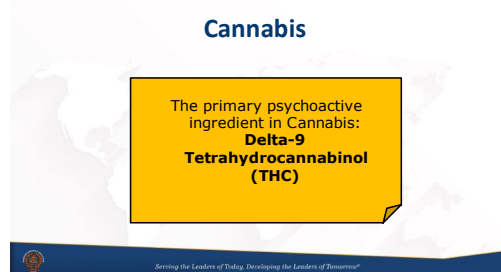 Cannabis
The primary psychoactive
ingredient in Cannabis:
Delta-9
Tetrahydrocannabinol
(THC)
Serving the Leaders of Today, Developing the Leaders of Tomorrow®